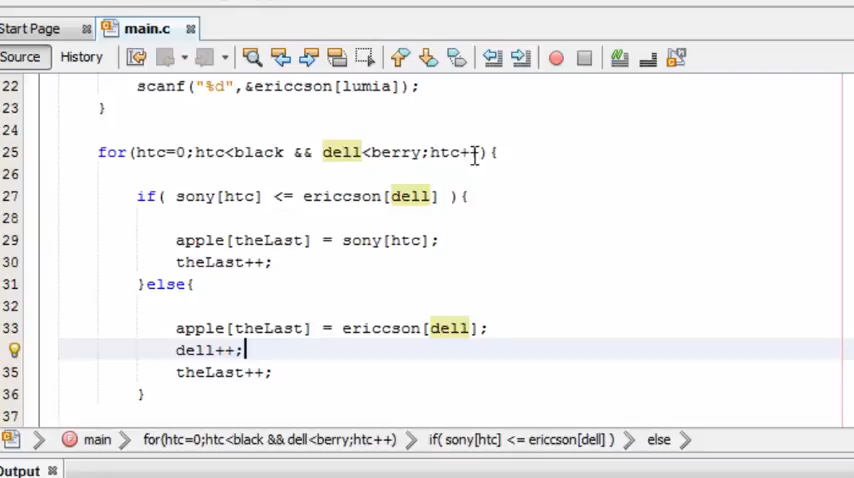 Start Page main.c
Source History
22 scanf("%d",&ericcson[lumia]);
23 }
24
25 for(htc=0;htc<black && dell<berry;htc++){
26
27 if( sony[htc] <= ericcson[dell] ){
28
29 apple[theLast] = sony[htc];
30 theLast++;
31 }else{
32
33 apple[theLast] = ericcson[dell];
dell++;
35 theLast++;
36 }
37
main for(htc=0;htc<black && dell<berry;htc++) if( sony[htc] <= ericcson[dell] ) else
Output